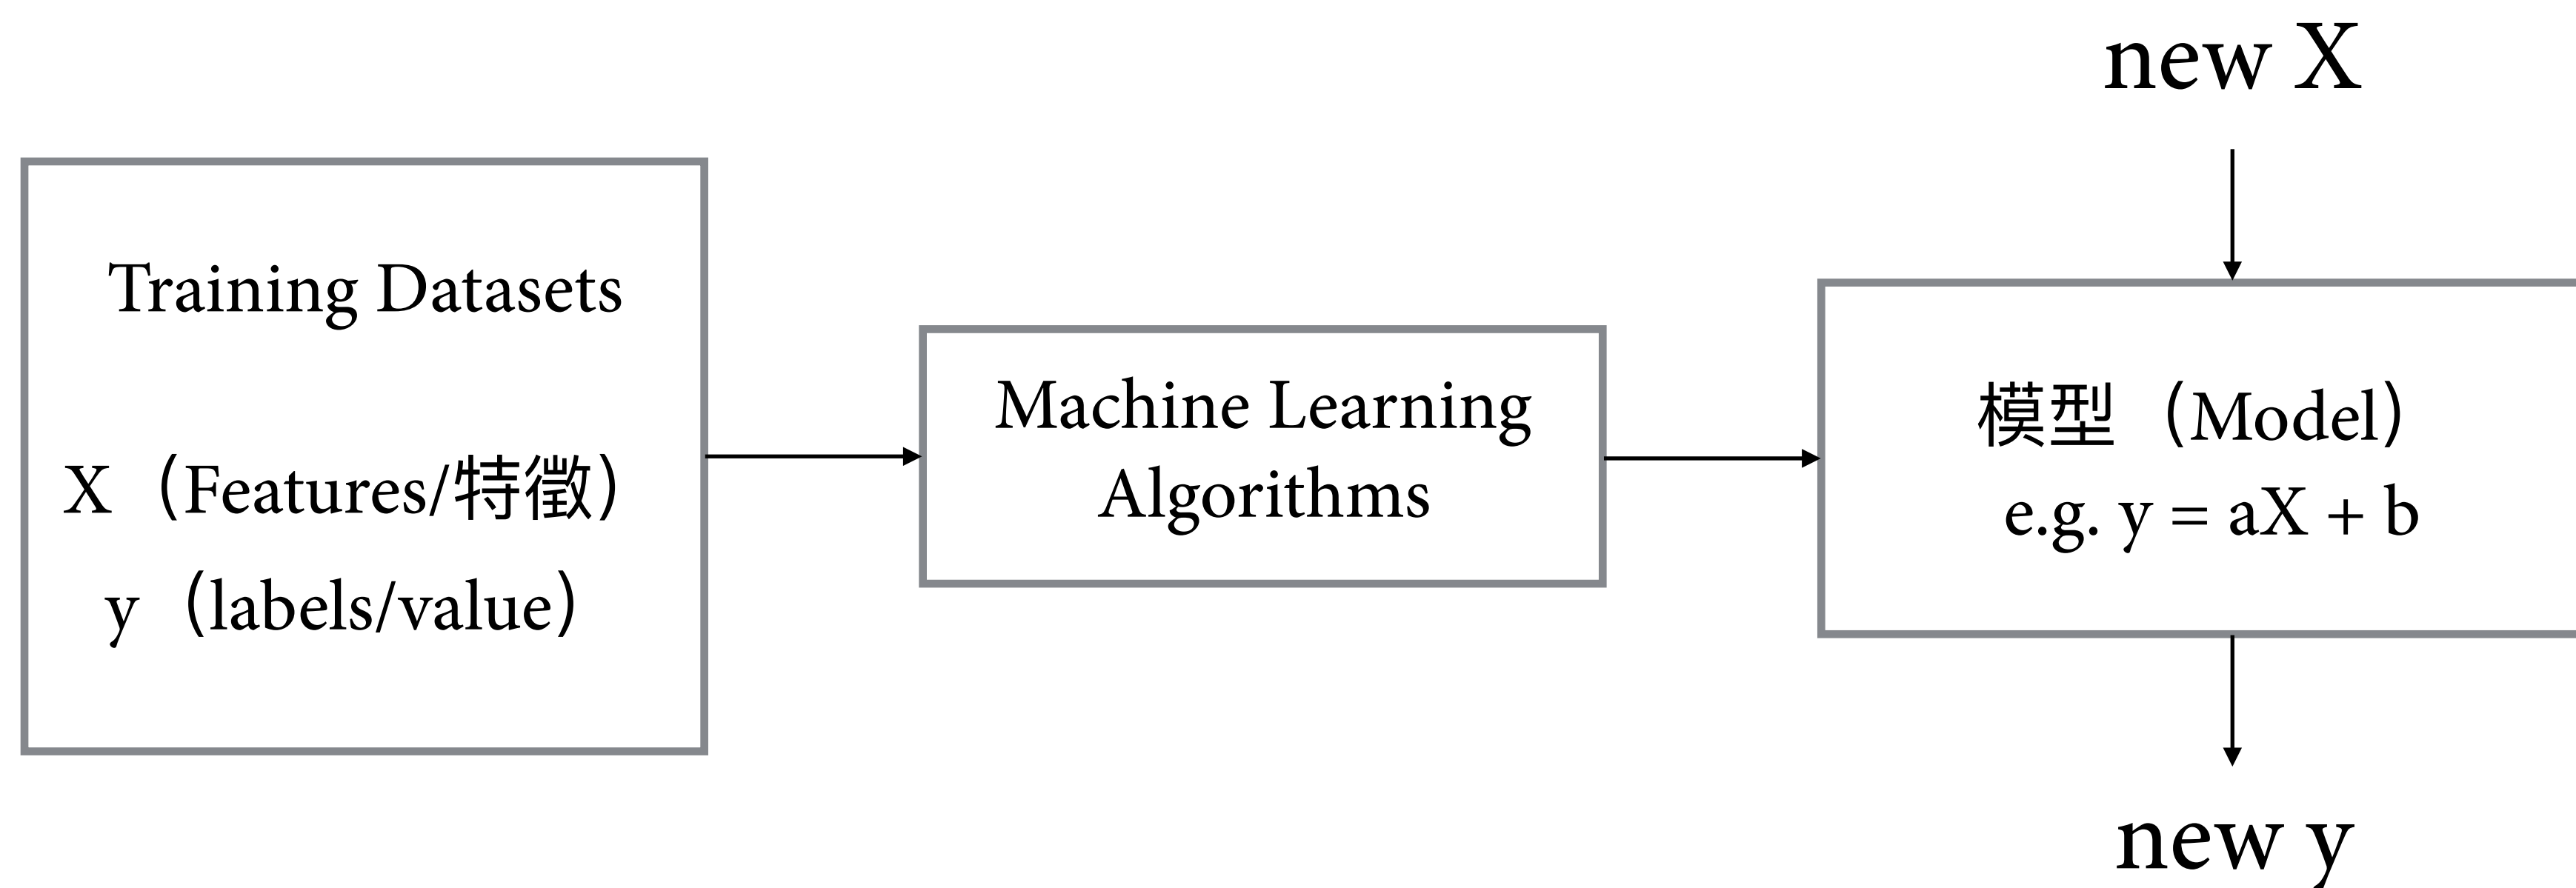 Training Datasets
X（Features/特徵）
y（labels/value）
Machine Learning
Algorithms
new X
模型（Model）
e.g. y = aX + b
new y